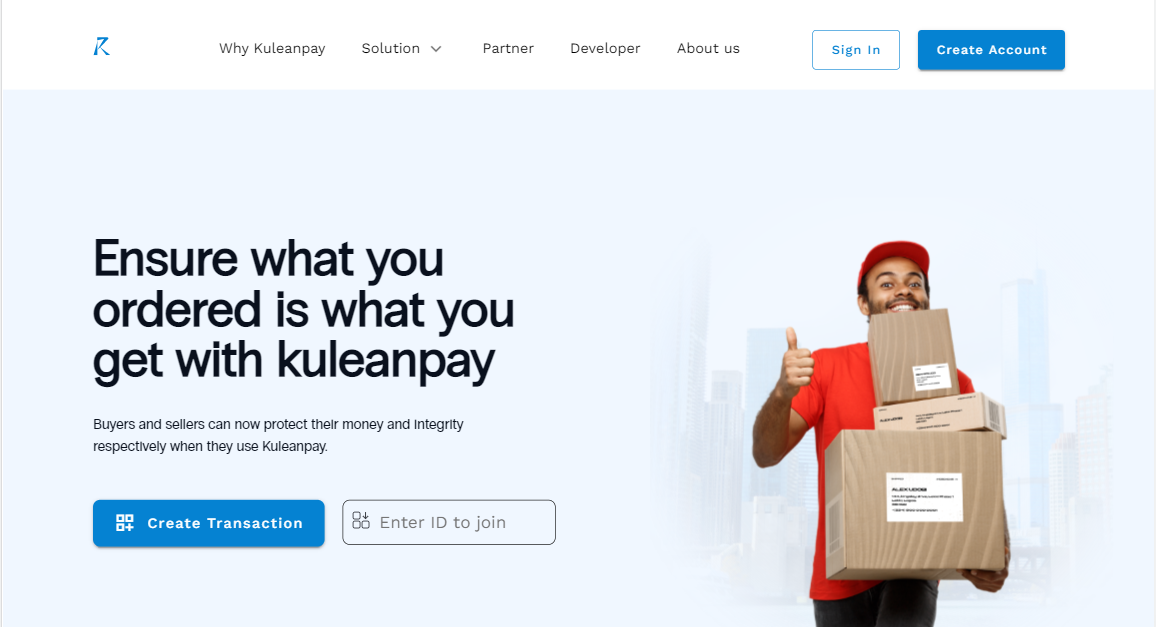 Why Kuleanpay
Solution
Partner
Developer
About us
Sign In
Create Account
Ensure what you
ordered is what you
get with kuleanpay
Buyers and sellers can now protect their money and integrity
respectively when they use Kuleanpay.
Create Transaction
Enter ID to join